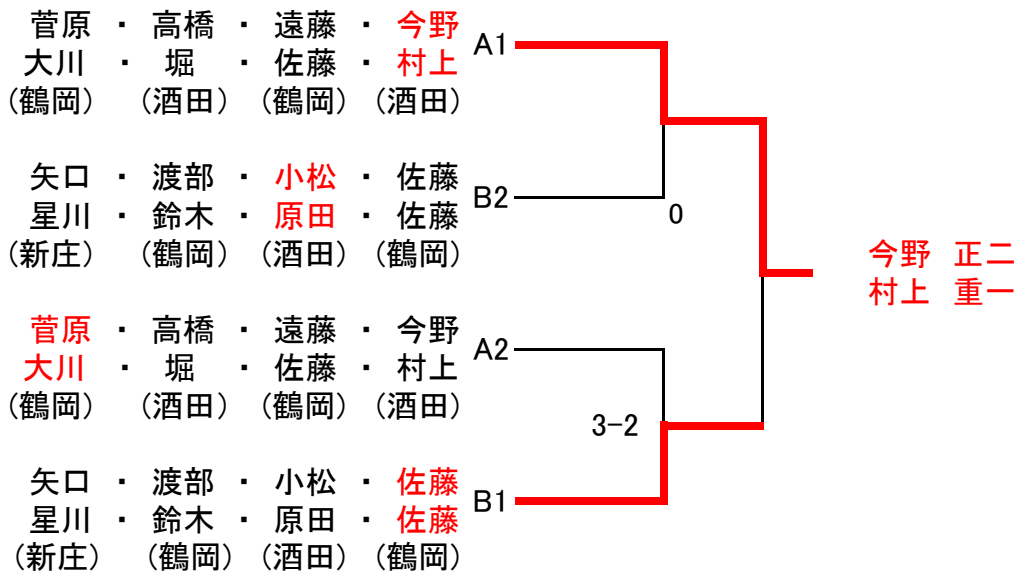 菅原 ・ 高橋 ・ 遠藤 ・ 今野
大川 ・ 堀 ・ 佐藤 ・ 村上
(鶴岡) (酒田) (鶴岡) (酒田)
A1
矢口 ・ 渡部 ・ 小松 ・ 佐藤
星川 ・ 鈴木 ・ 原田 ・ 佐藤
(新庄) (鶴岡) (酒田) (鶴岡)
B2
0
今野 正二
村上 重一
菅原 ・ 高橋 ・ 遠藤 ・ 今野
大川 ・ 堀 ・ 佐藤 ・ 村上
(鶴岡) (酒田) (鶴岡) (酒田)
A2
3-2
矢口 ・ 渡部 ・ 小松 ・ 佐藤
星川 ・ 鈴木 ・ 原田 ・ 佐藤
(新庄) (鶴岡) (酒田) (鶴岡)
B1